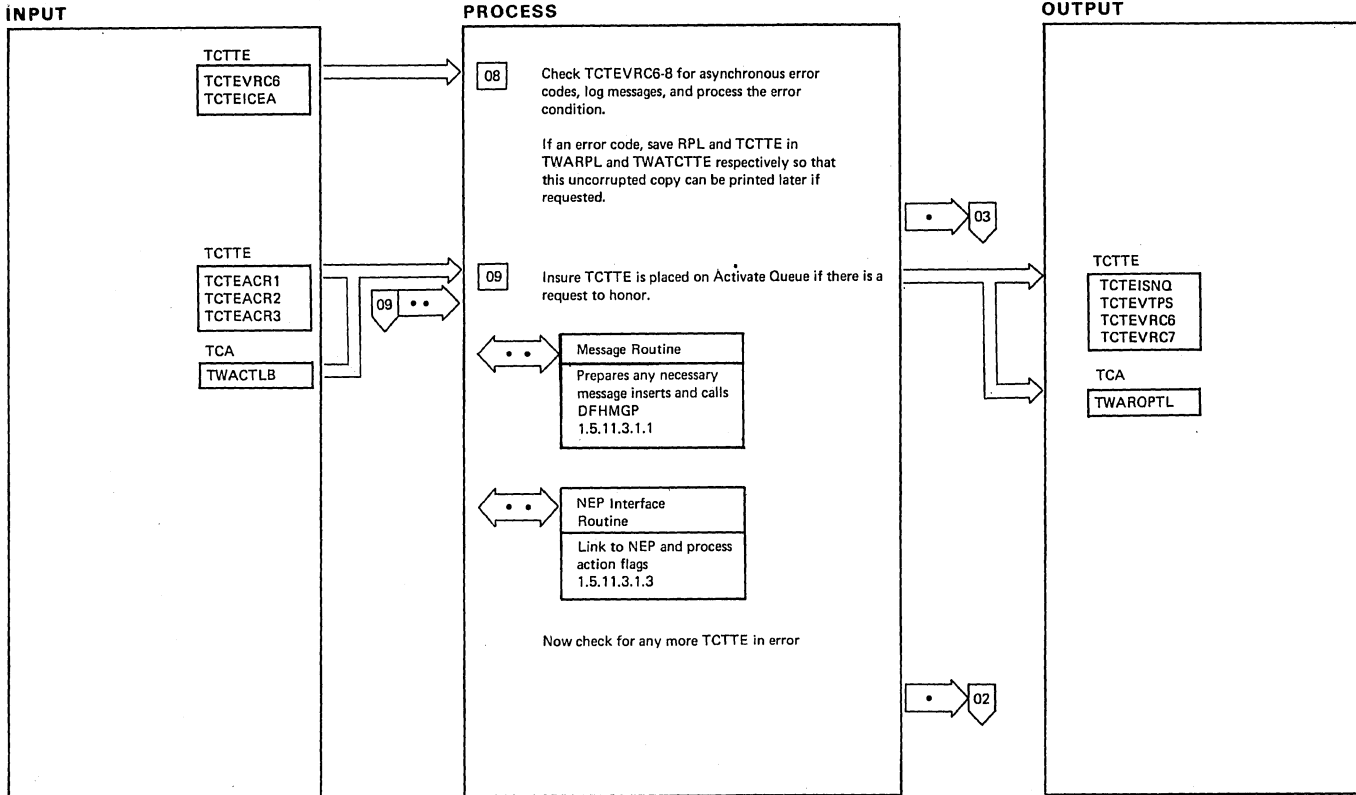 INPUT
PROCESS
OUTPUT
TCTTE
TCTEVRC6
TCTEICEA
08
Check TCTEVRC6-8 for asynchronous error
codes, log messages, and process the error
condition.
If an error code, save RPL and TCTTE in
TWARPL and TWATCTTE respectively so that
this uncorrupted copy can be printed later if
requested.
03
TCTTE
TCTEACR1
TCTEACR2
TCTEACR3
TCA
TWACTLB
09
09
Insure TCTTE is placed on Activate Queue if there is a
request to honor.
Message Routine
Prepares any necessary
message inserts and calls
DFHMGP
1.5.11.3.1.1
NEP Interface
Routine
Link to NEP and process
action flags
1.5.11.3.1.3
Now check for any more TCTTE in error
02
TCTTE
TCTEISNQ
TCTEVTPS
TCTEVRC6
TCTEVRC7
TCA
TWAROPTL